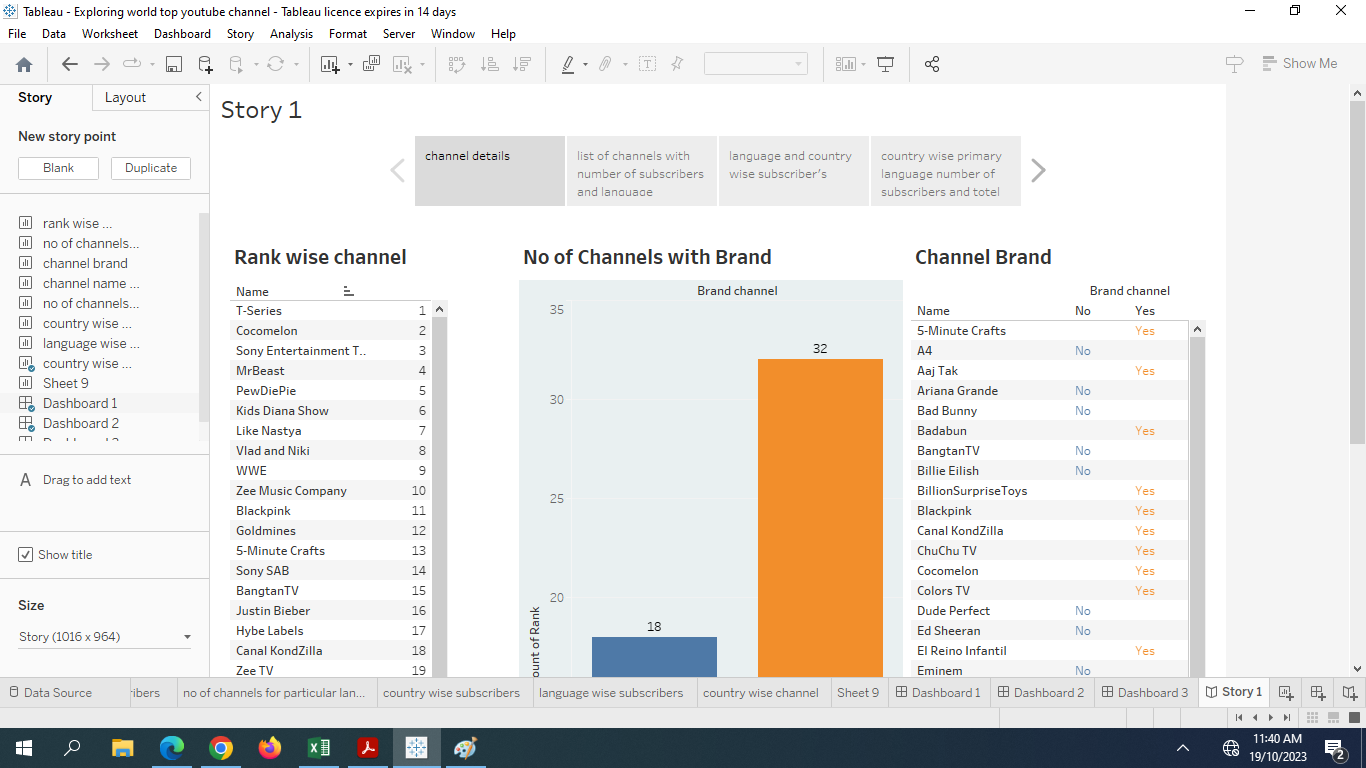 Tableau - Exploring world top youtube channel - Tableau licence expires in 14 days
File Data Worksheet Dashboard Story Analysis Format Server Window Help
Show Me
Story Layout
New story point
Blank Duplicate
rank wise ...
no of channels...
channel brand
channel name ...
no of channels...
country wise ...
language wise ...
country wise ...
Sheet 9
Dashboard 1
Dashboard 2
A Drag to add text
Show title
Size
Story (1016 x 964)
Story 1
channel details
list of channels with
number of subscribers
and language
language and country
wise subscriber's
country wise primary
language number of
subscribers and totel
Rank wise channel
Name
T-Series 1
Cocomelon 2
Sony Entertainment T.. 3
MrBeast 4
PewDiePie 5
Kids Diana Show 6
Like Nastya 7
Vlad and Niki 8
WWE 9
Zee Music Company 10
Blackpink 11
Goldmines 12
5-Minute Crafts 13
Sony SAB 14
BangtanTV 15
Justin Bieber 16
Hybe Labels 17
Canal KondZilla 18
Zee TV 19
No of Channels with Brand
Brand channel
35
30
25
20
32
18
ount of Rank
Channel Brand
Brand channel
Name No Yes
5-Minute Crafts Yes
A4 No
Aaj Tak Yes
Ariana Grande No
Bad Bunny No
Badabun Yes
BangtanTV No
Billie Eilish No
BillionSurpriseToys Yes
Blackpink Yes
Canal KondZilla Yes
ChuChu TV Yes
Cocomelon Yes
Colors TV Yes
Dude Perfect No
Ed Sheeran No
El Reino Infantil Yes
Eminem No
Data Source ribers no of channels for particular lan... country wise subscribers language wise subscribers country wise channel Sheet 9 Dashboard 1 Dashboard 2 Dashboard 3 Story 1
11:40 AM
19/10/2023
2